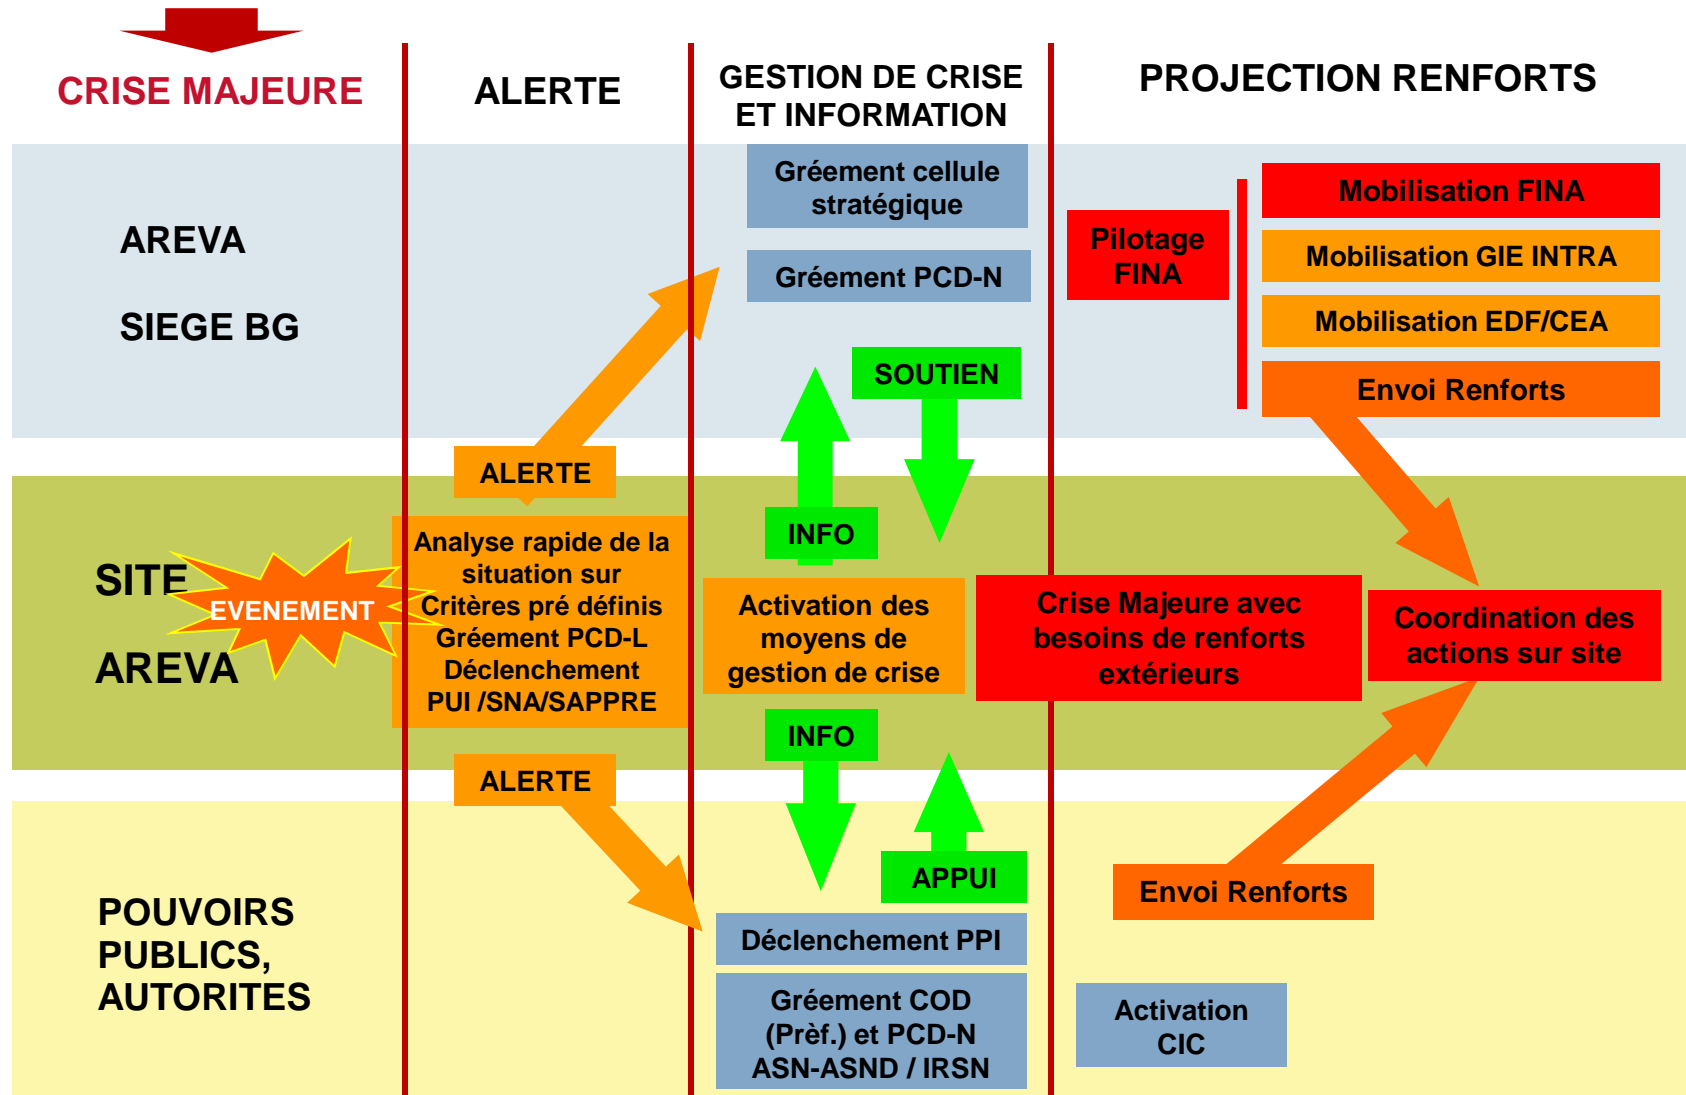 CRISE MAJEURE
ALERTE
GESTION DE CRISE
ET INFORMATION
PROJECTION RENFORTS
AREVA
SIEGE BG
Gréement cellule
stratégique
Gréement PCD-N
SOUTIEN
Pilotage
FINA
Mobilisation FINA
Mobilisation GIE INTRA
Mobilisation EDF/CEA
Envoi Renforts
ALERTE
INFO
SITE
AREVA
EVENEMENT
Analyse rapide de la
situation sur
Critères pré définis
Gréement PCD-L
Déclenchement
PUI /SNA/SAPPRE
Activation des
moyens de
gestion de crise
Crise Majeure avec
besoins de renforts
extérieurs
Coordination des
actions sur site
INFO
ALERTE
APPUI
Envoi Renforts
POUVOIRS
PUBLICS,
AUTORITES
Déclenchement PPI
Gréement COD
(Prèf.) et PCD-N
ASN-ASND / IRSN
Activation
CIC